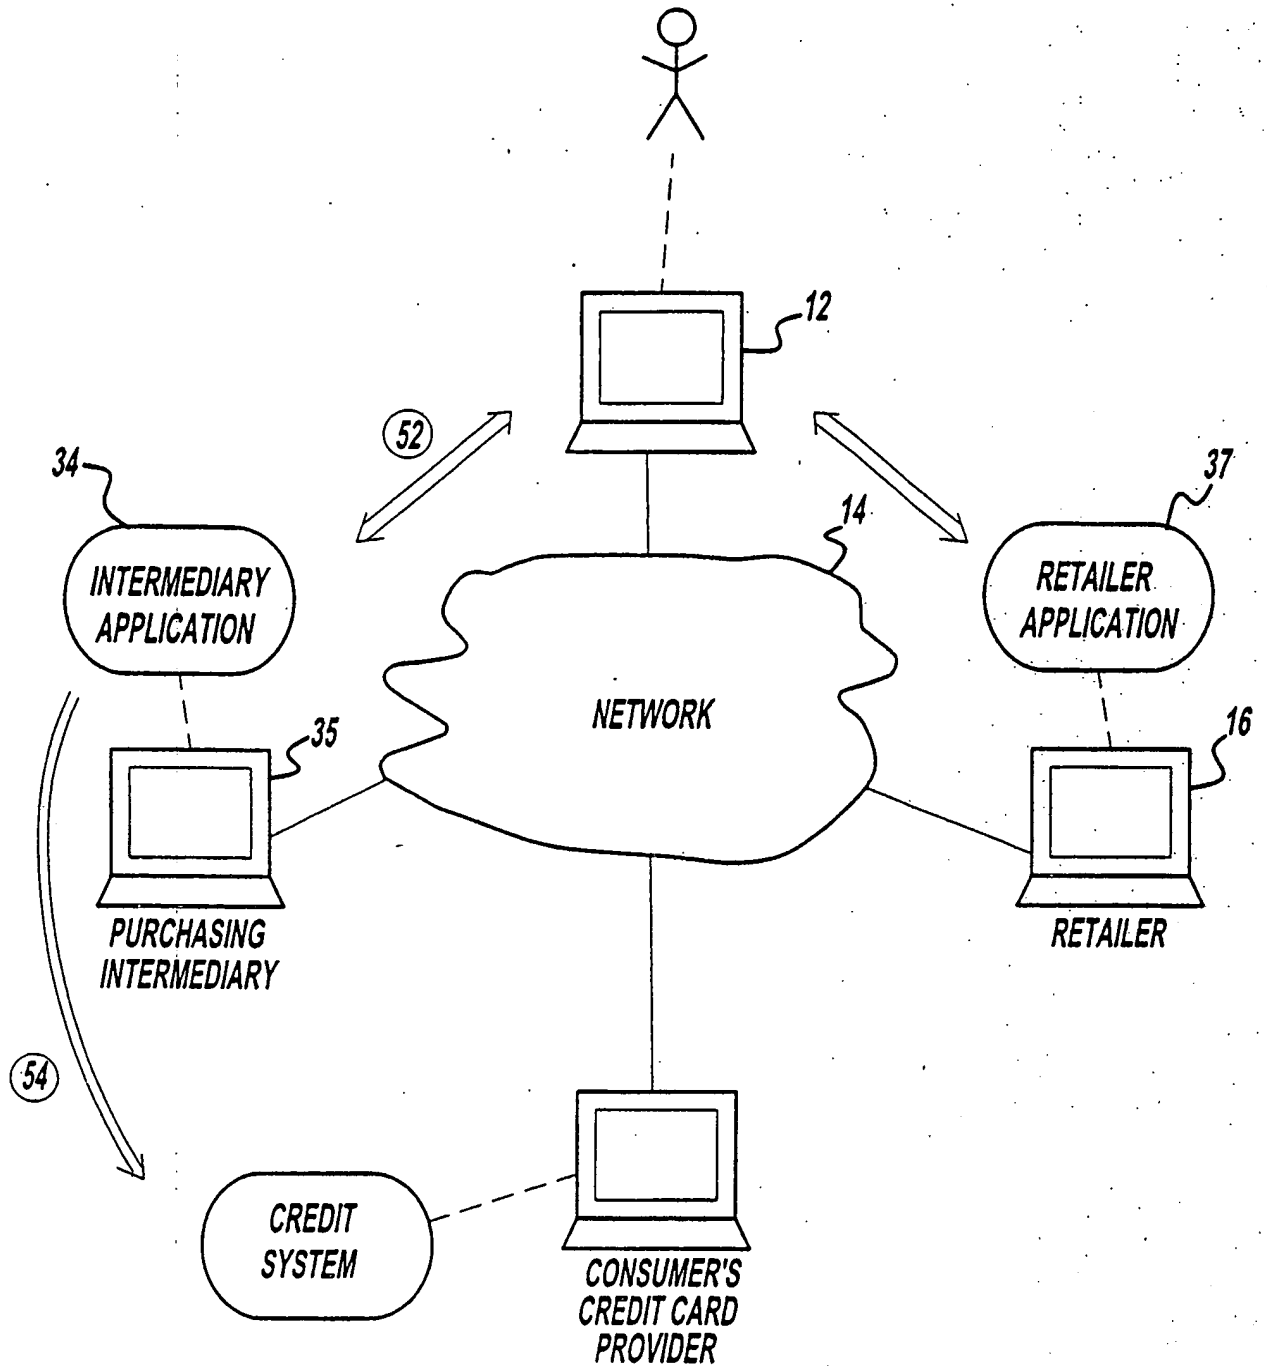 12
52
34
14
37
INTERMEDIARY
APPLICATION
RETAILER
APPLICATION
NETWORK
35
16
PURCHASING
INTERMEDIARY
RETAILER
54
CREDIT
SYSTEM
CONSUMER'S
CREDIT CARD
PROVIDER